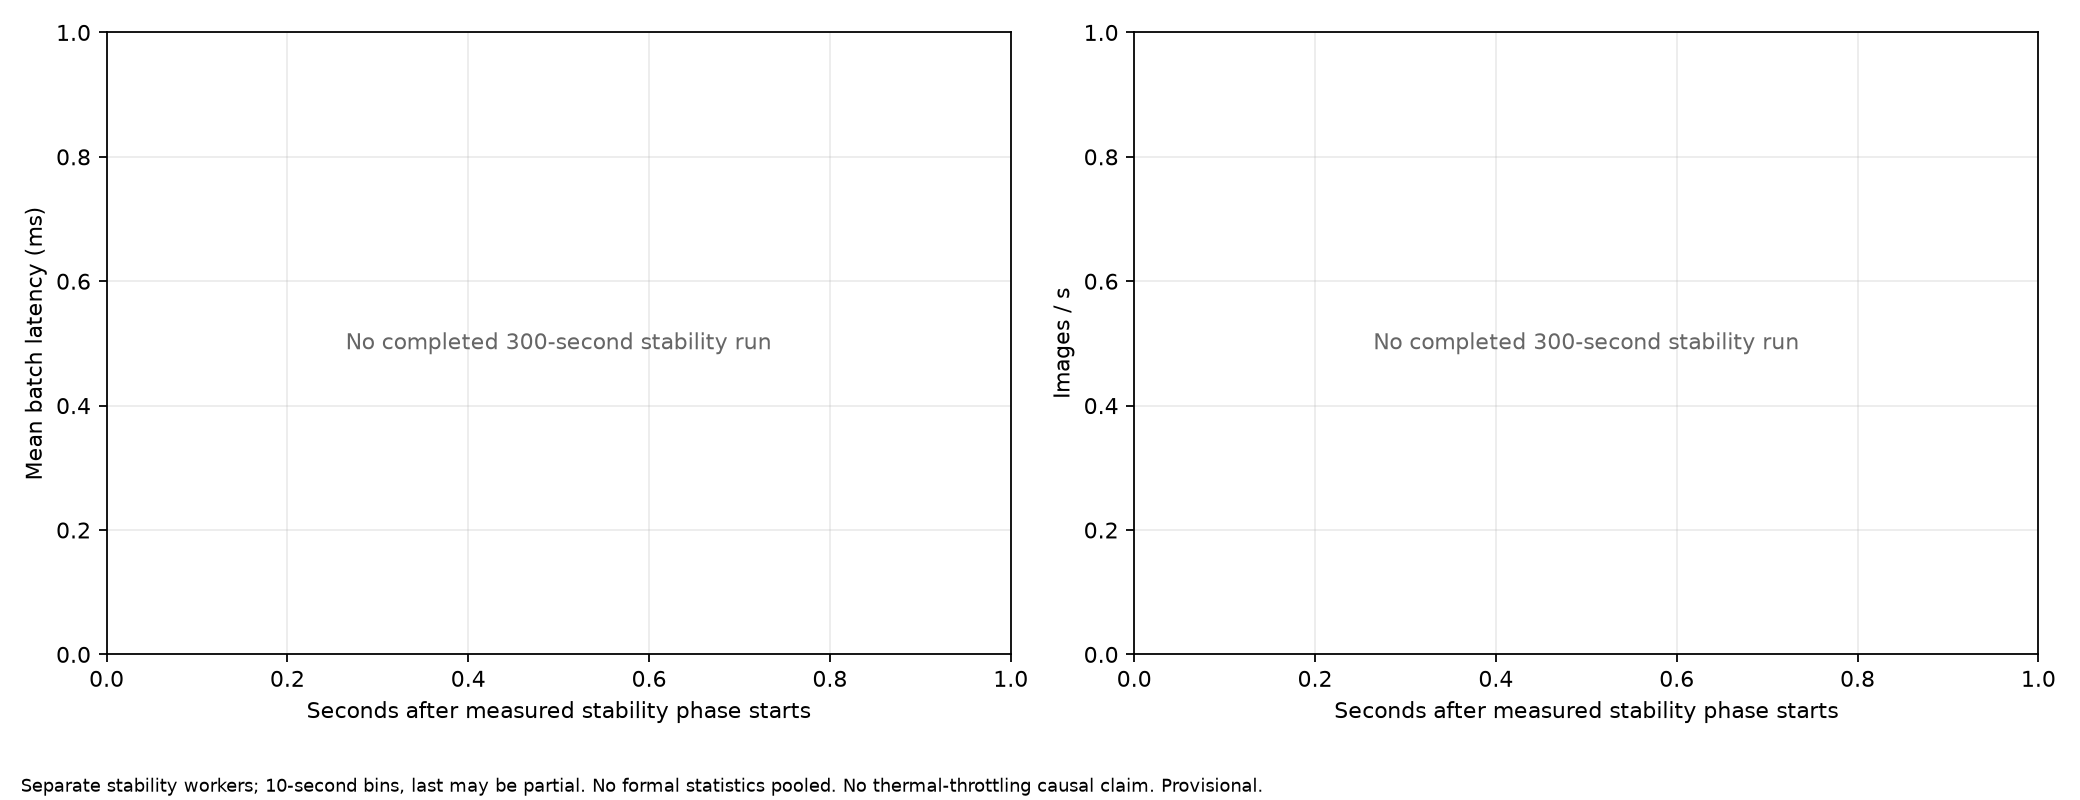 1.0
0.8
0.6
0.4
0.2
0.0
Mean batch latency (ms)
No completed 300-second stability run
0.0 0.2 0.4 0.6 0.8 1.0
Seconds after measured stability phase starts
1.0
0.8
0.6
0.4
0.2
0.0
Images / s
No completed 300-second stability run
0.0 0.2 0.4 0.6 0.8 1.0
Seconds after measured stability phase starts
Separate stability workers; 10-second bins, last may be partial. No formal statistics pooled. No thermal-throttling causal claim. Provisional.